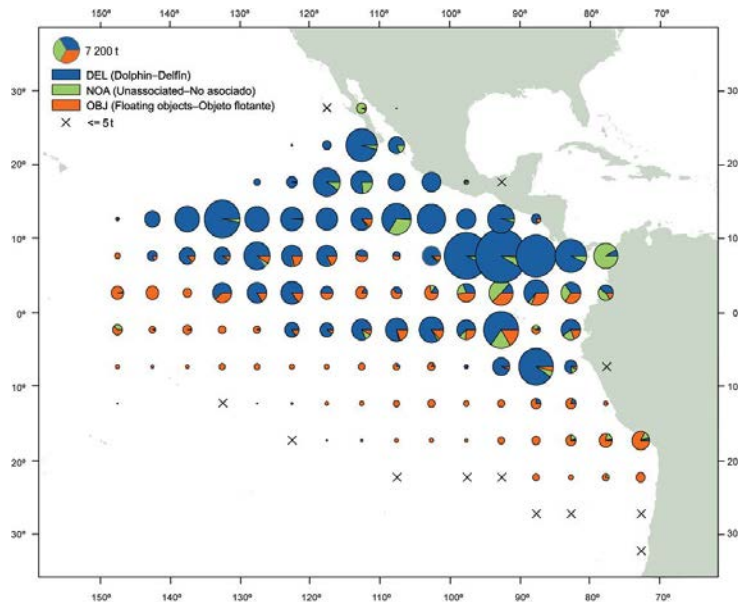 150° 140° 130° 120° 110° 100° 90° 80° 70°
7 200 t
DEL (Dolphin–Delfín)
NOA (Unassociated–No asociado)
OBJ (Floating objects–Objeto flotante)
<= 5 t
30° 30°
20° 20°
10° 10°
0° 0°
10° 10°
20° 20°
30° 30°
150° 140° 130° 120° 110° 100° 90° 80° 70°